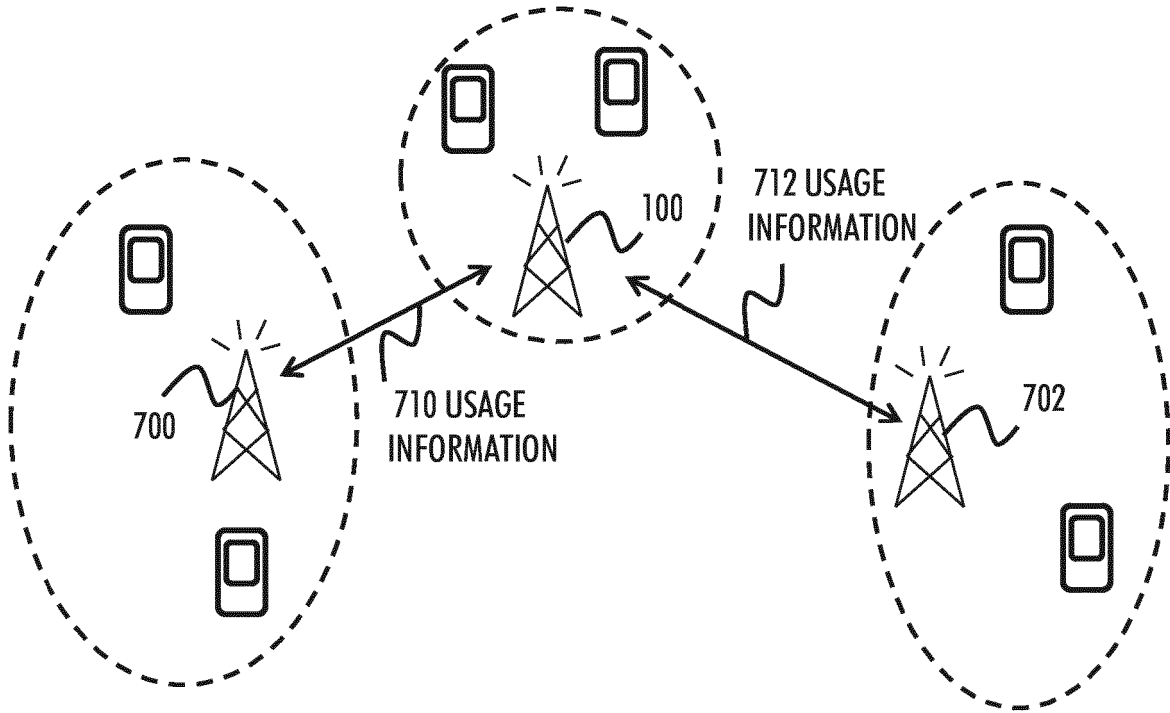 100
712 USAGE
INFORMATION
700
710 USAGE
INFORMATION
702